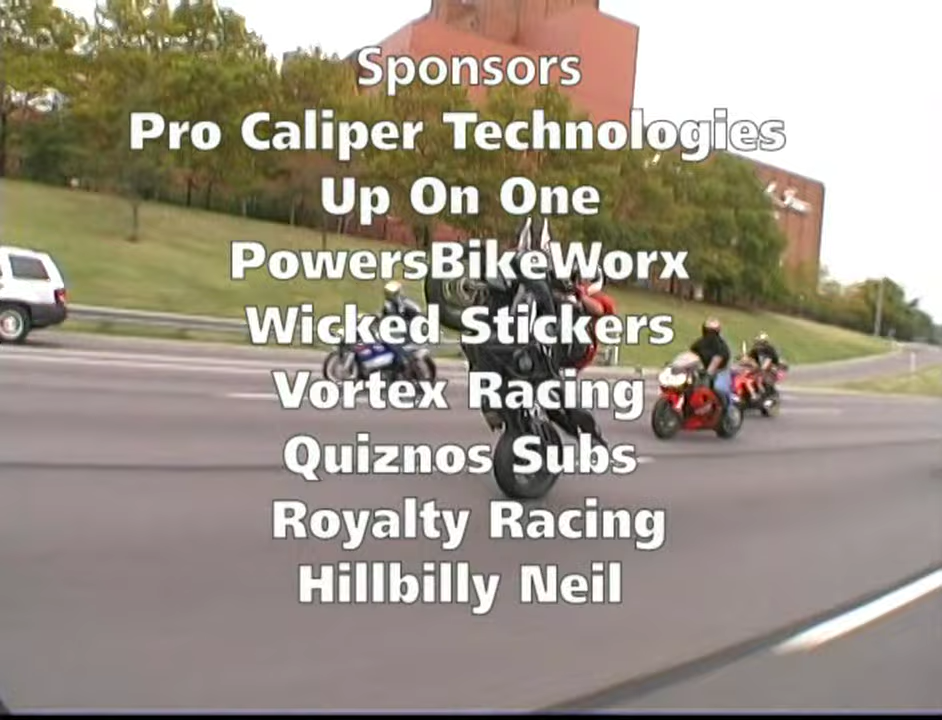 Sponsors
Pro Caliper Technologies
Up On One
PowersBikeWorx
Wicked Stickers
Vortex Racing
Quiznos Subs
Royalty Racing
Hillbilly Neil